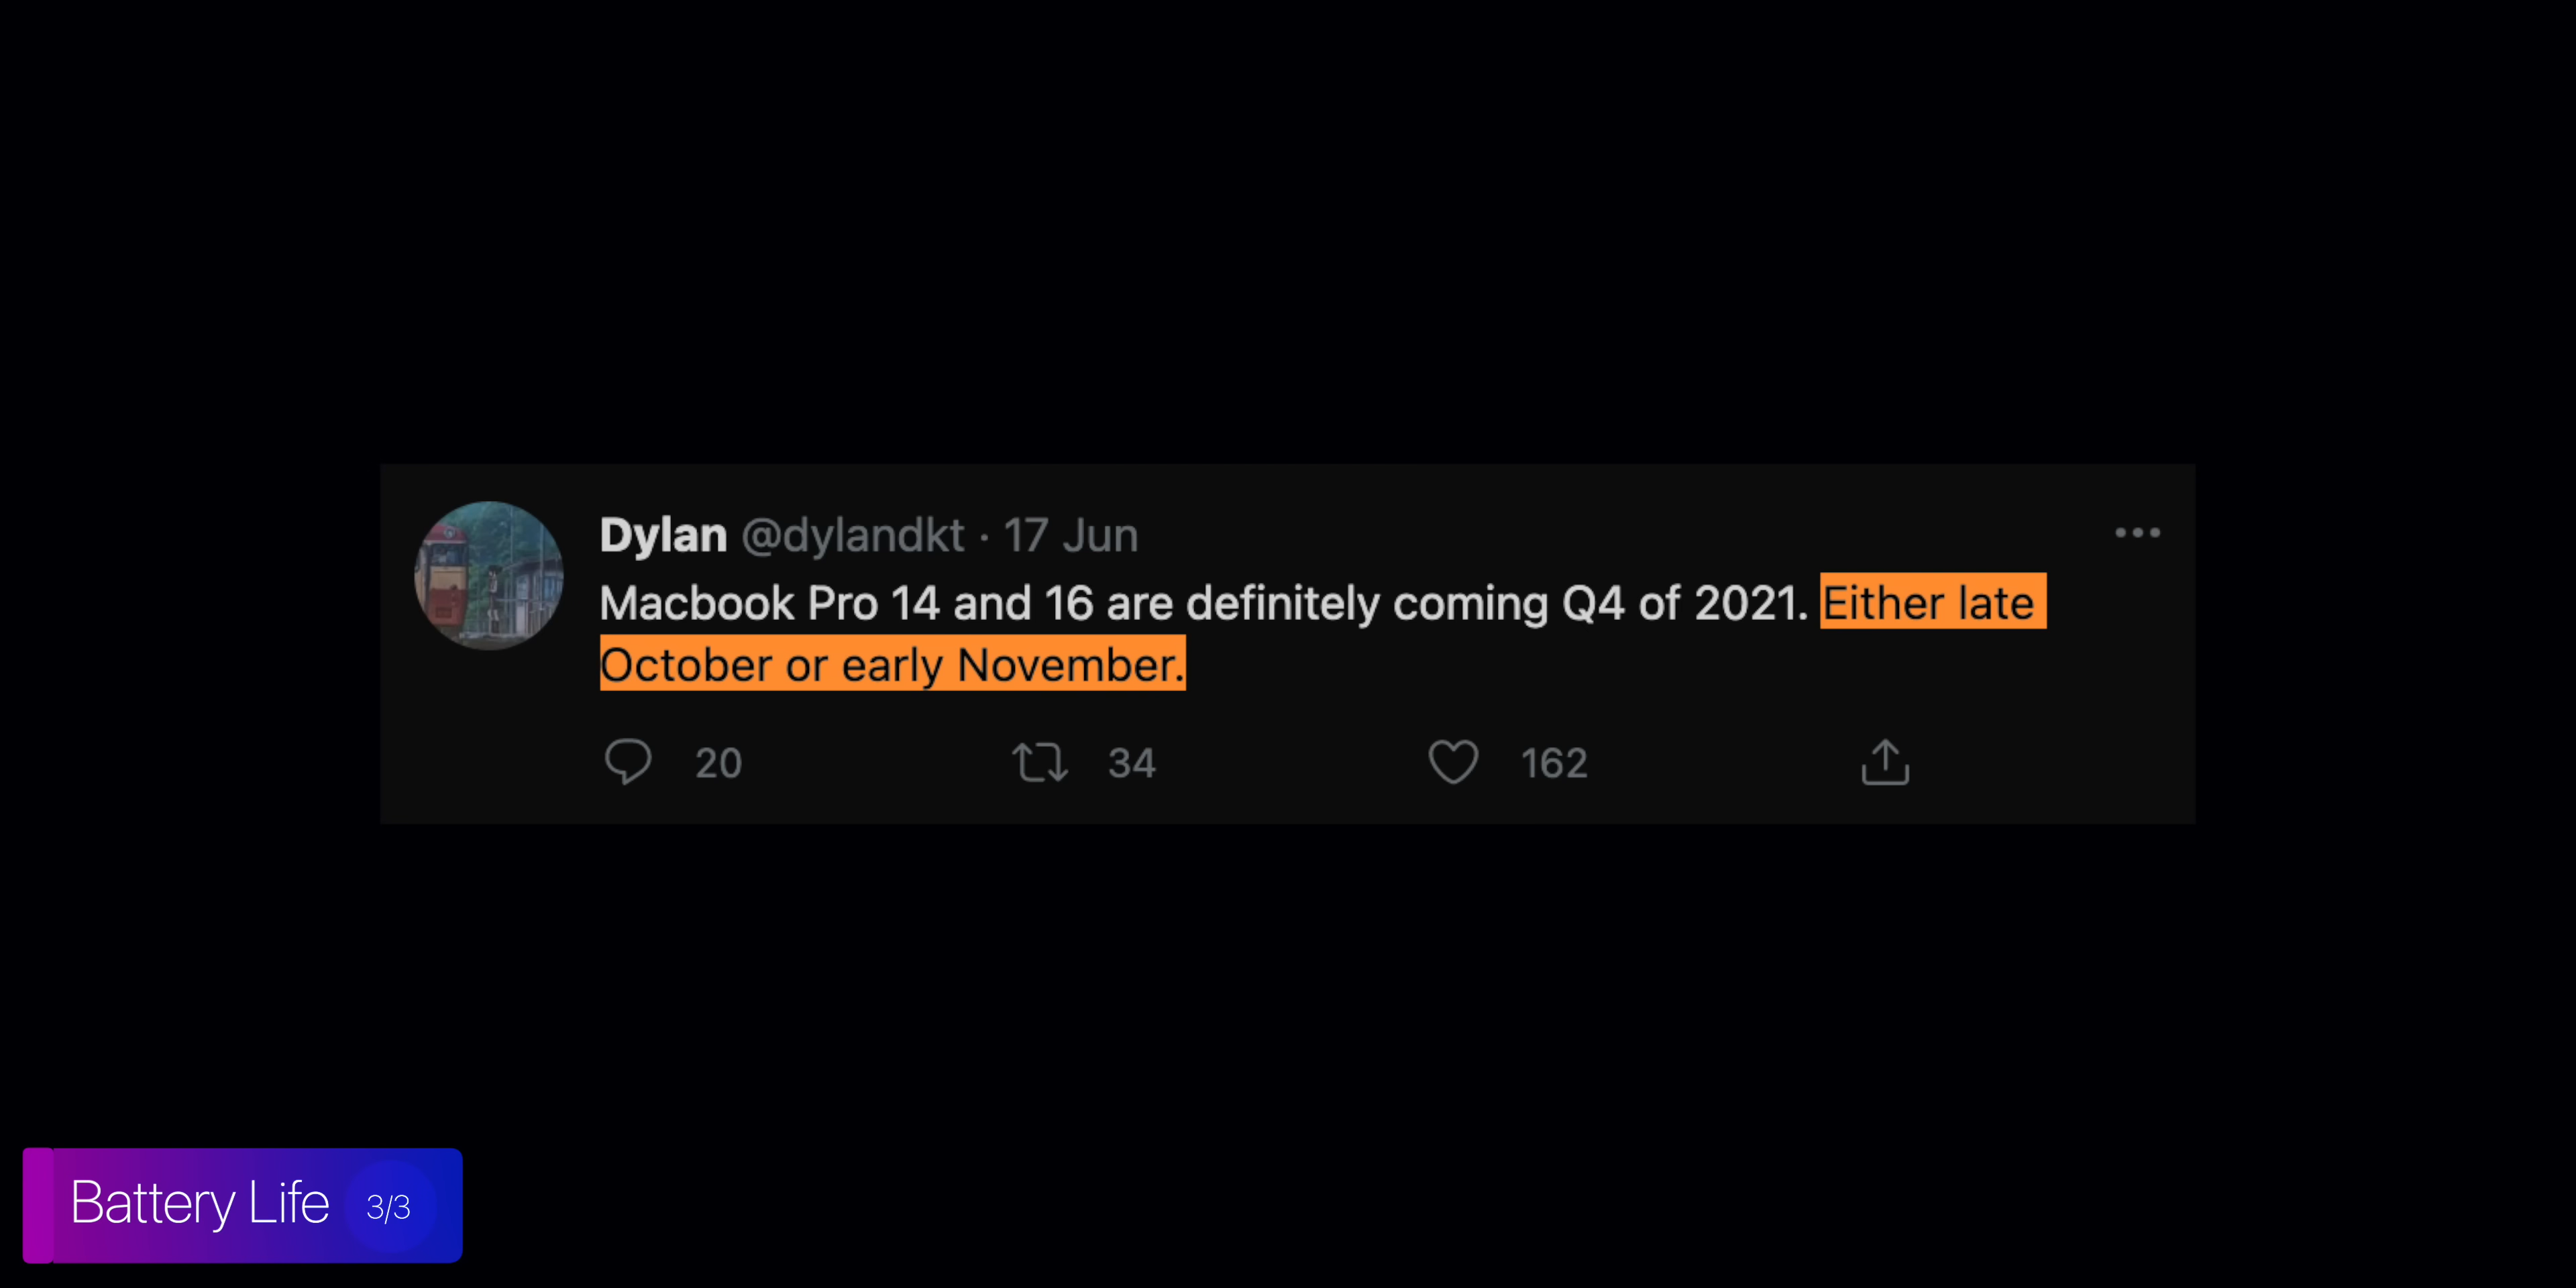 Dylan @dylandkt · 17 Jun
Macbook Pro 14 and 16 are definitely coming Q4 of 2021. Either late
October or early November.
20 34 162
Battery Life 3/3